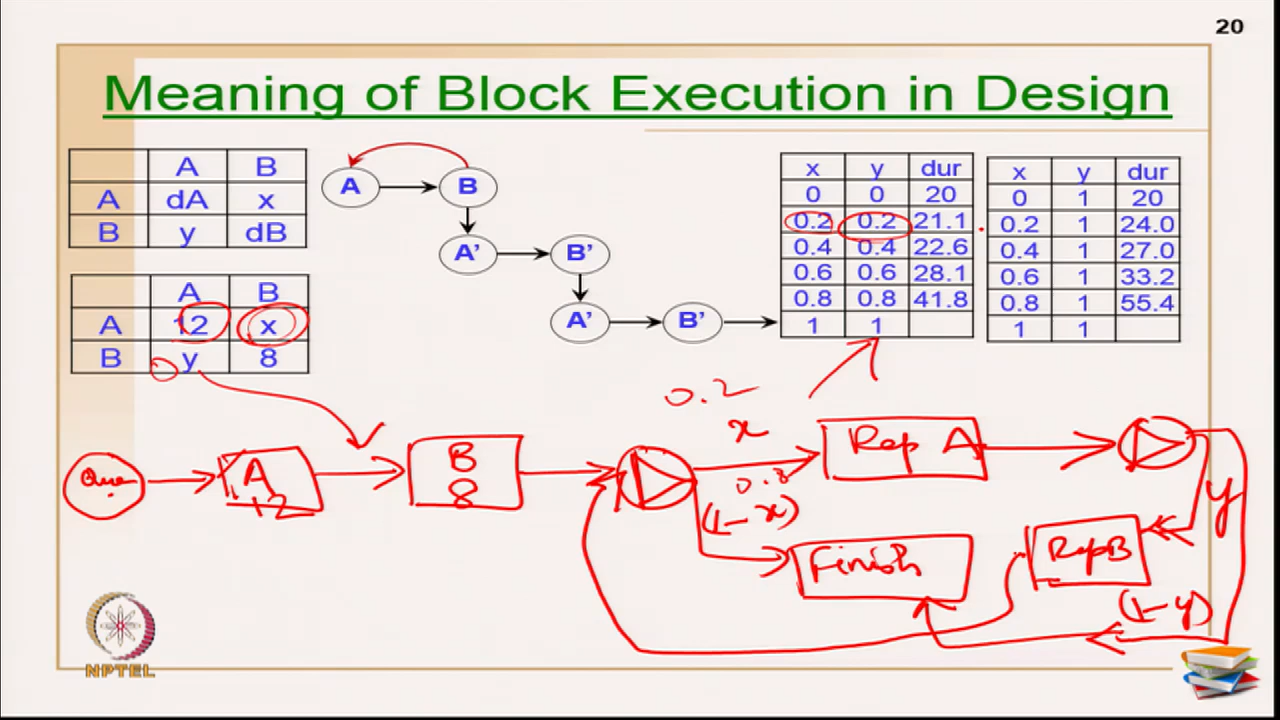 20
Meaning of Block Execution in Design
A B
A dA x
B y dB
A B
A 12 x
B y 8
A B
A' B'
A' B'
x y dur
0 0 20
0.2 0.2 21.1
0.4 0.4 22.6
0.6 0.6 28.1
0.8 0.8 41.8
1 1
x y dur
0 1 20
0.2 1 24.0
0.4 1 27.0
0.6 1 33.2
0.8 1 55.4
1 1
0.2
x
Que
A
12
B
8
0.8
(1-x)
Rep A
Finish
y
Rep B
(1-y)
NPTEL